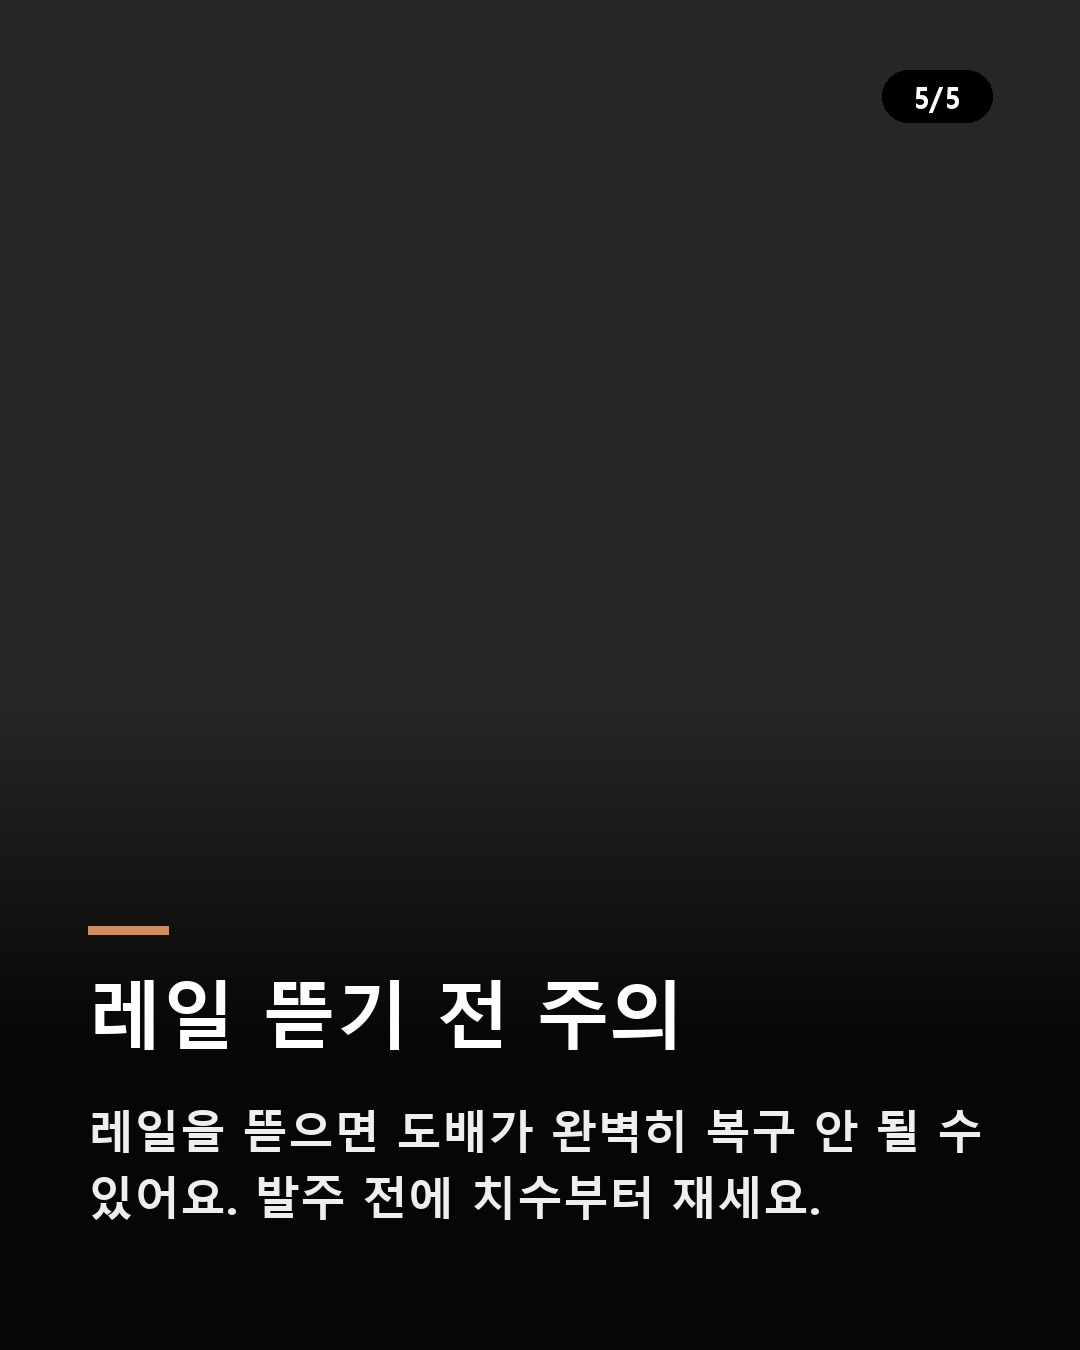 5/5
레일 뜯기 전 주의
레일을 뜯으면 도배가 완벽히 복구 안 될 수
있어요. 발주 전에 치수부터 재세요.